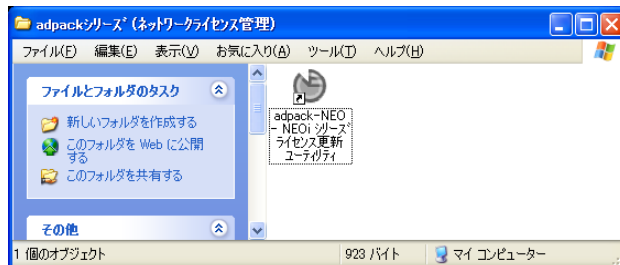 adpackシリーズ (ネットワークライセンス管理)
ファイル(F) 編集(E) 表示(V) お気に入り(A) ツール(T) ヘルプ(H)
ファイルとフォルダのタスク
新しいフォルダを作成する
このフォルダを Web に公開
する
このフォルダを共有する
その他
adpack-NEO
- NEOi シリーズ
ライセンス更新
ユーティリティ
1 個のオブジェクト 923 バイト マイ コンピューター